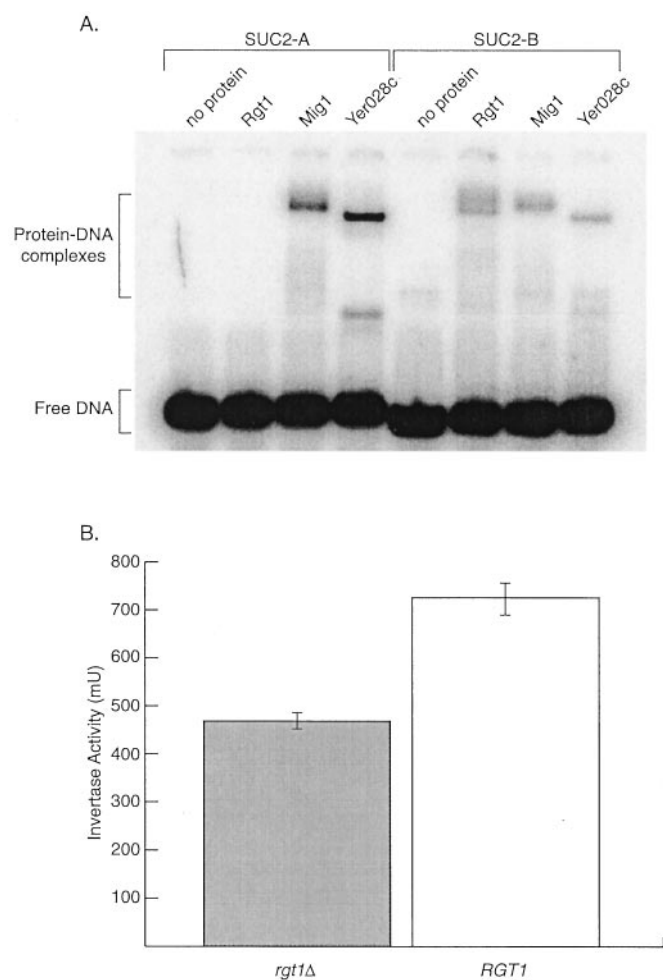 A.
SUC2-A SUC2-B
no protein Rgt1 Mig1 Yer028c no protein Rgt1 Mig1 Yer028c
Protein-DNA
complexes
Free DNA
B.
Invertase Activity (mU)
800
700
600
500
400
300
200
100
rgt1Δ RGT1